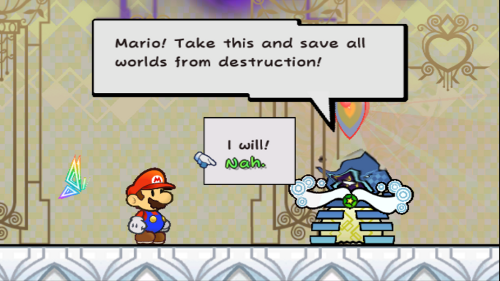 Mario! Take this and save all
worlds from destruction!
I will!
Nah.
M